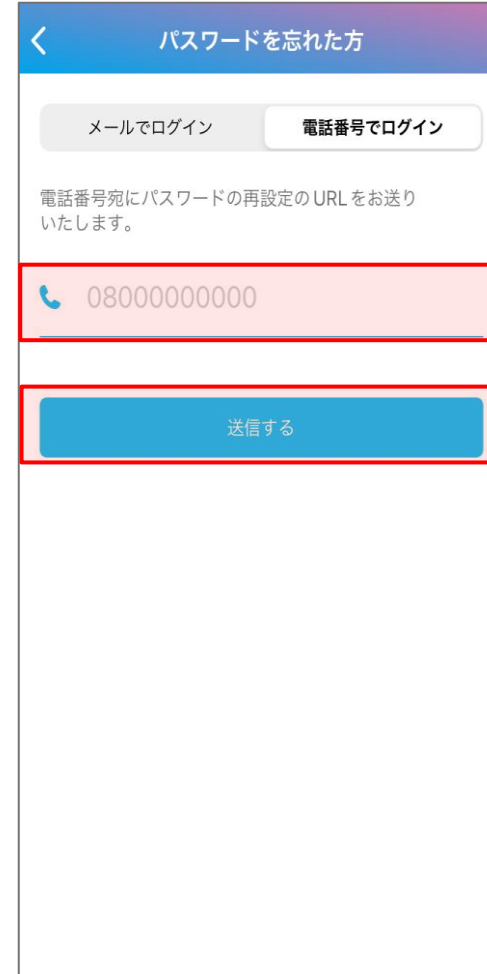 パスワードを忘れた方
メールでログイン 電話番号でログイン
電話番号宛にパスワードの再設定のURLをお送り
いたします。
08000000000
送信する